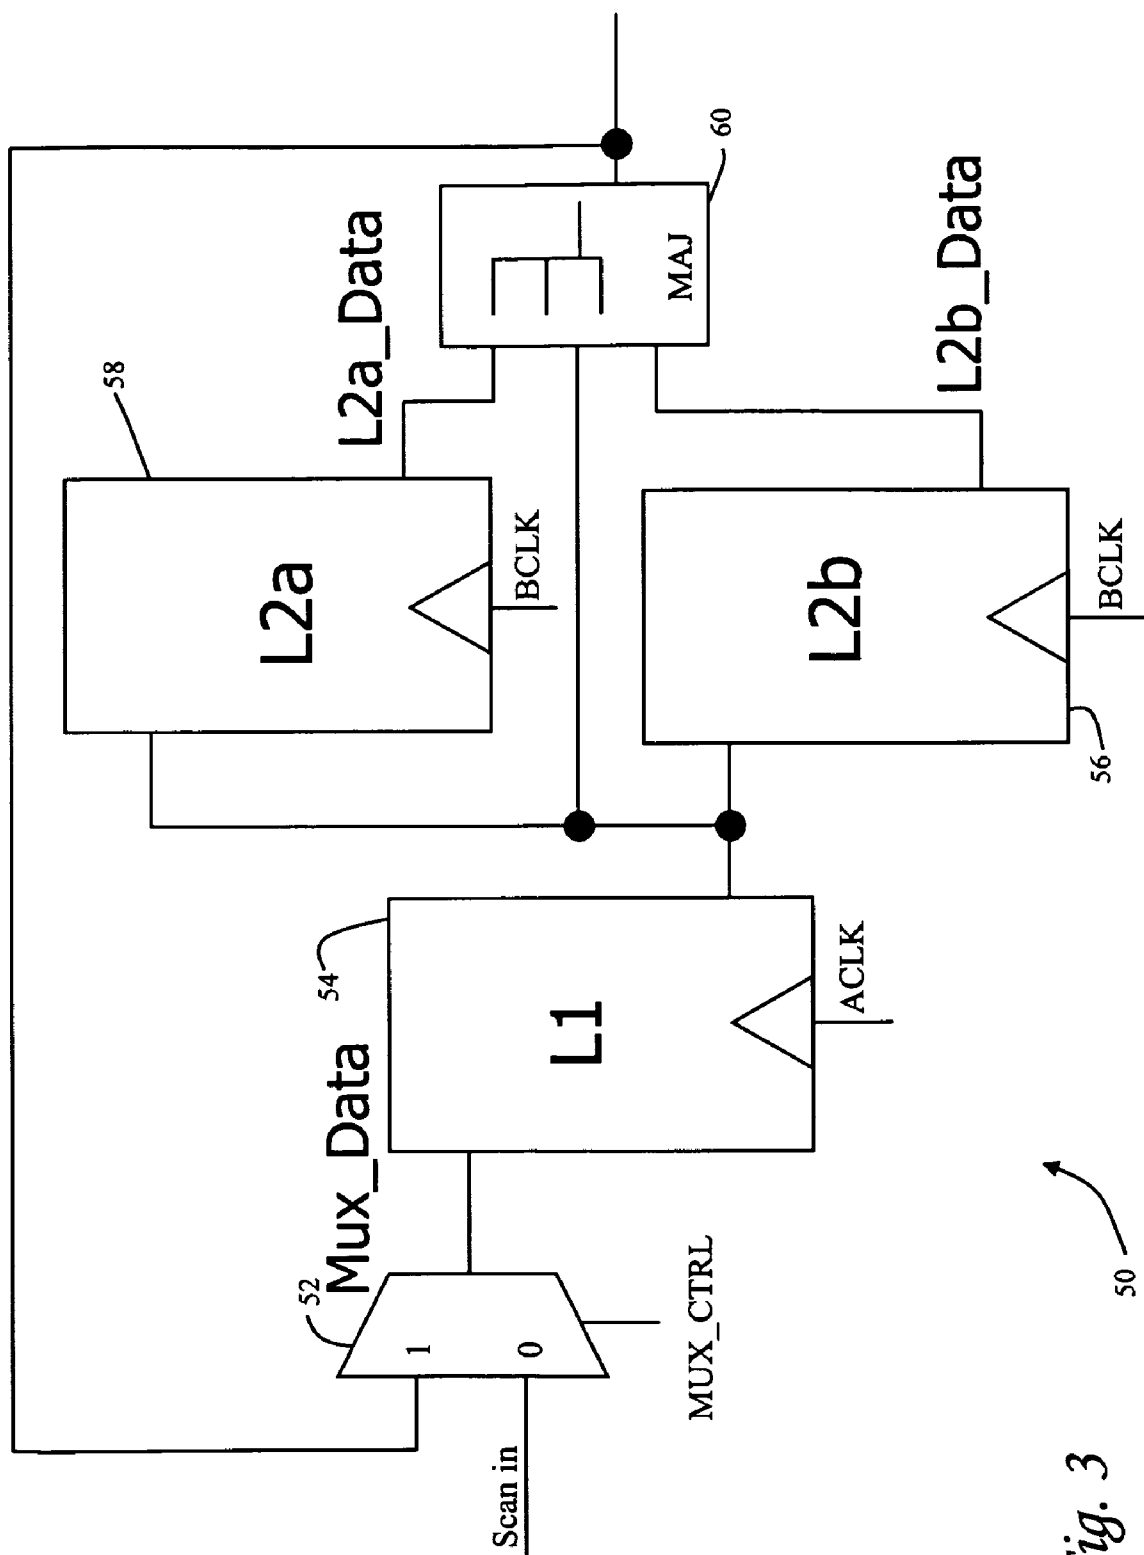 58
L2a
BCLK
L2a_Data
MAJ
60
L2b_Data
L2b
BCLK
56
54
L1
ACLK
Mux_Data
52
1
0
MUX_CTRL
Scan in
50
Fig. 3